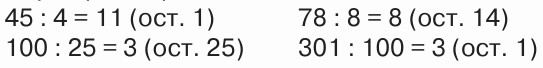 45 : 4 = 11 (ост. 1) 78 : 8 = 8 (ост. 14)
100 : 25 = 3 (ост. 25) 301 : 100 = 3 (ост. 1)